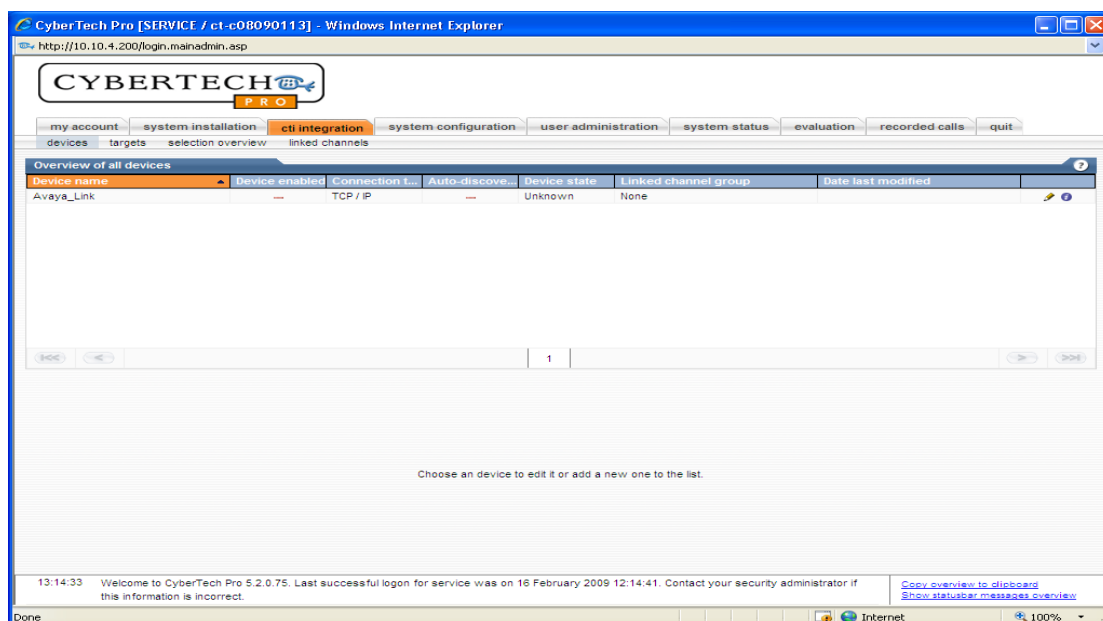 CyberTech Pro [SERVICE / ct-c08090113] - Windows Internet Explorer
http://10.10.4.200/login.mainadmin.asp
CYBERTECH
PRO
my account system installation cti integration system configuration user administration system status evaluation recorded calls quit
devices targets selection overview linked channels
Overview of all devices ?
Device name Device enabled Connection t... Auto-discove... Device state Linked channel group Date last modified
Avaya_Link --- TCP / IP --- Unknown None
1
Choose an device to edit it or add a new one to the list.
13:14:33 Welcome to CyberTech Pro 5.2.0.75. Last successful logon for service was on 16 February 2009 12:14:41. Contact your security administrator if
this information is incorrect.
Copy overview to clipboard
Show statusbar messages overview
Done Internet 100%